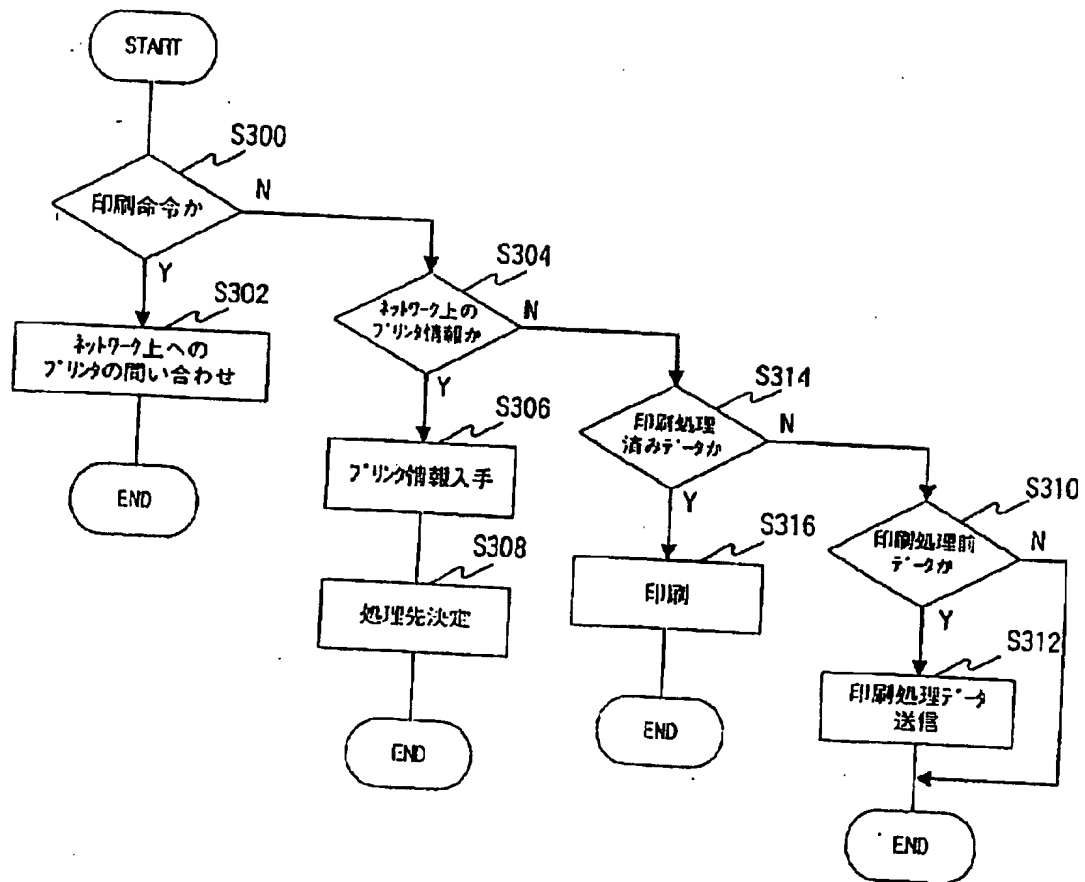 START
S300
印刷命令か
N
Y
S302
ネットワーク上への
プリンタの問い合わせ
END
S304
ネットワーク上の
プリンタ情報か
N
Y
S306
プリンタ情報入手
S308
処理先決定
END
S314
印刷処理
済みデータか
N
Y
S316
印刷
END
S310
印刷処理前
データか
N
Y
S312
印刷処理データ
送信
END